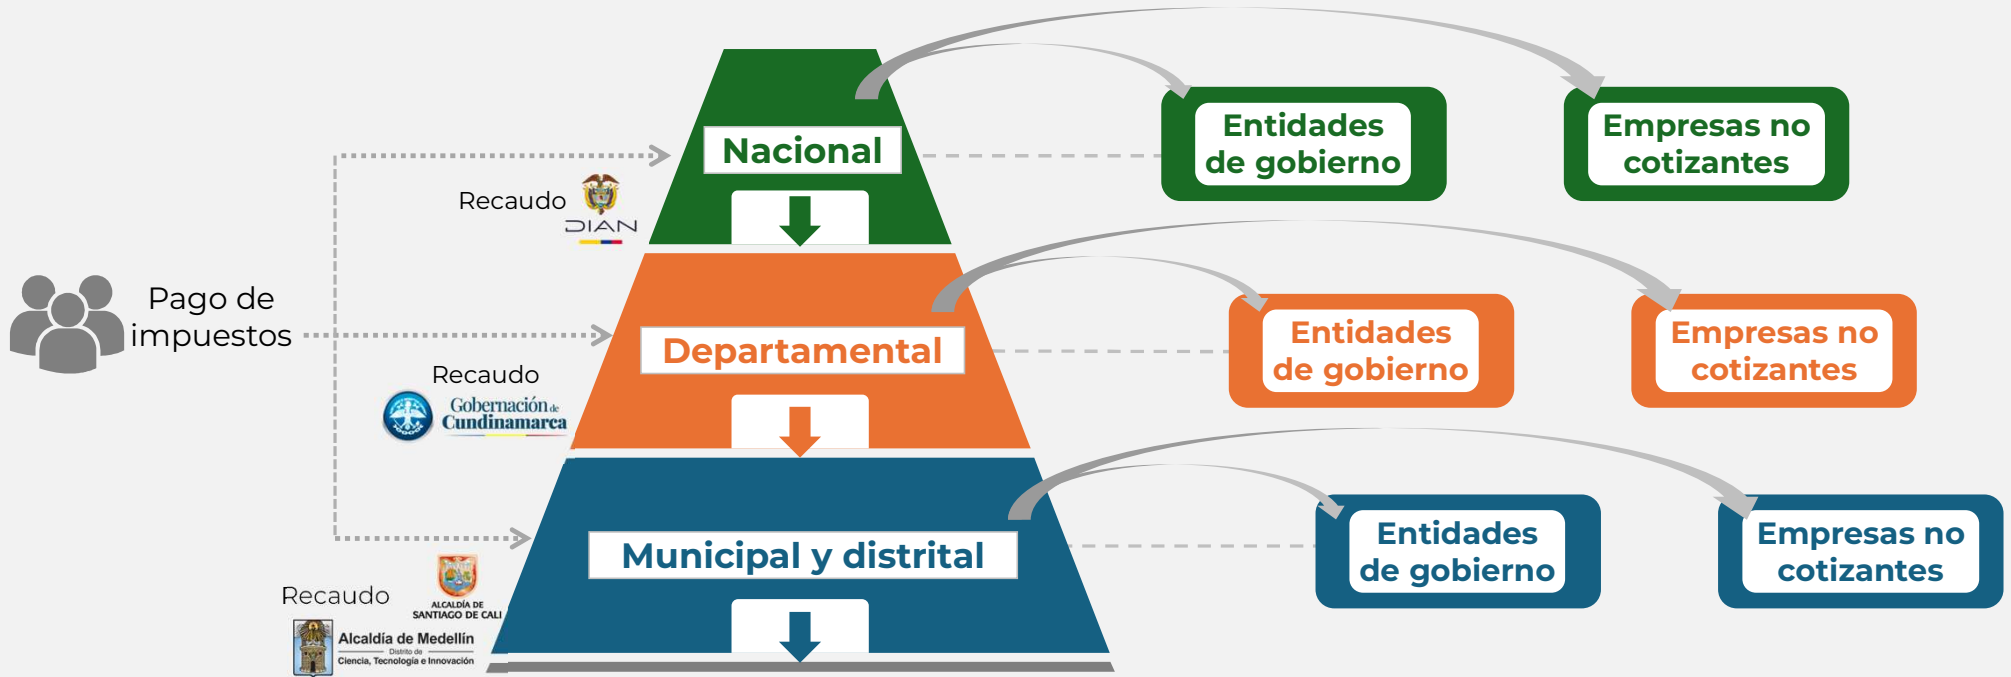 Nacional
Entidades
de gobierno
Empresas no
cotizantes
Recaudo
DIAN
Pago de
impuestos
Departamental
Entidades
de gobierno
Empresas no
cotizantes
Recaudo
Gobernación de
Cundinamarca
Municipal y distrital
Entidades
de gobierno
Empresas no
cotizantes
Recaudo
ALCALDÍA DE
SANTIAGO DE CALI
Alcaldía de Medellín
Distrito de
Ciencia, Tecnología e Innovación